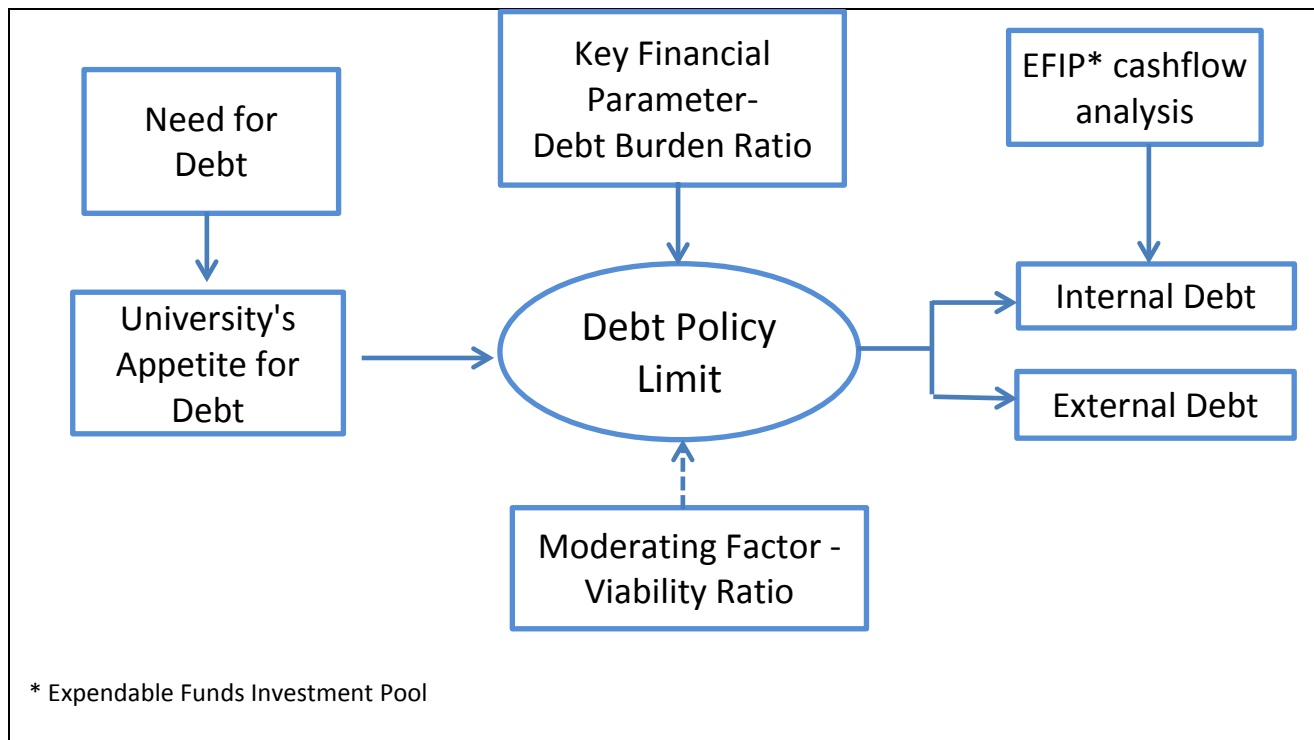 Need for
Debt
University's
Appetite for
Debt
Key Financial
Parameter-
Debt Burden Ratio
Debt Policy
Limit
Moderating Factor -
Viability Ratio
EFIP* cashflow
analysis
Internal Debt
External Debt
* Expendable Funds Investment Pool